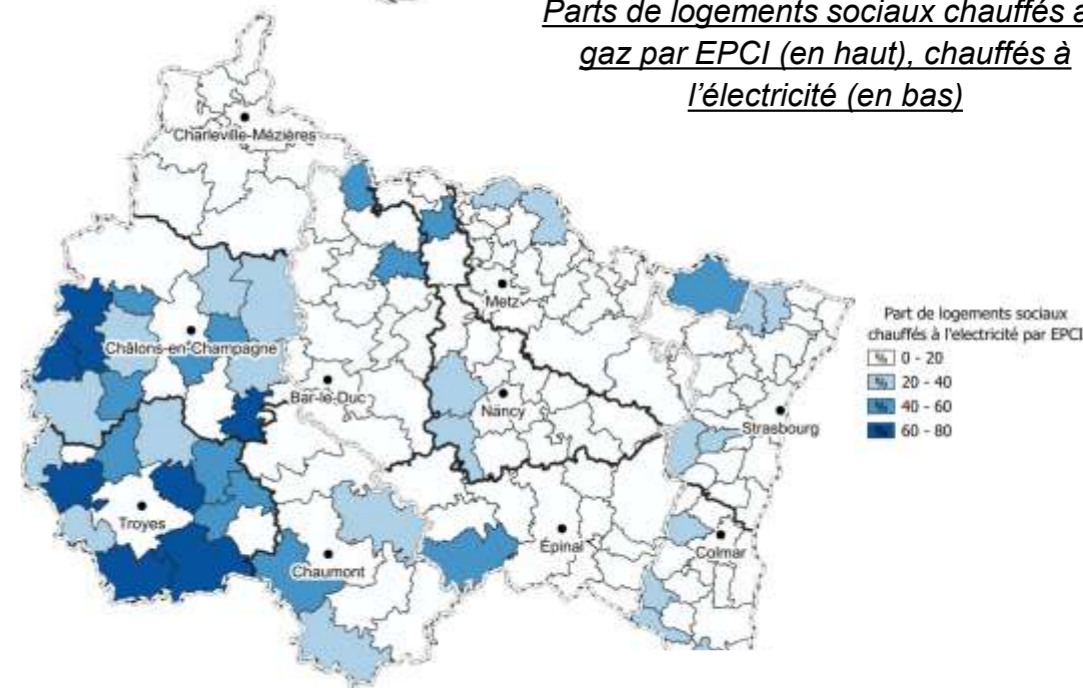 Parts de logements sociaux chauffés a
gaz par EPCI (en haut), chauffés à
l'électricité (en bas)
Charleville-Mézières
Metz
Châlons-en-Champagne
Bar-le-Duc
Nancy
Strasbourg
Troyes
Chaumont
Épinal
Colmar
Part de logements sociaux
chauffés à l'electricité par EPCI
% 0 - 20
% 20 - 40
% 40 - 60
% 60 - 80